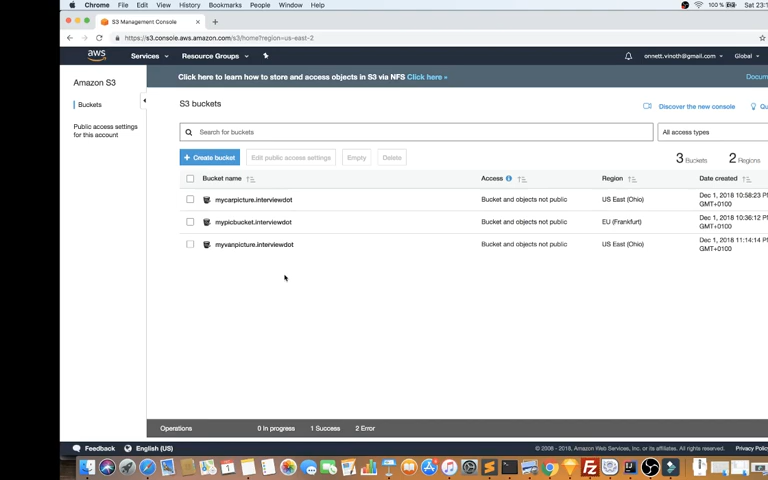 Chrome File Edit View History Bookmarks People Window Help 100 % Sat 23:1
S3 Management Console
https://s3.console.aws.amazon.com/s3/home?region=us-east-2
aws Services Resource Groups onnett.vinoth@gmail.com Global
Amazon S3
Buckets
Public access settings
for this account
Click here to learn how to store and access objects in S3 via NFS Click here » Docum
S3 buckets
Discover the new console Qu
Search for buckets
All access types
+ Create bucket Edit public access settings Empty Delete
3 Buckets 2 Regions
Bucket name Access Region Date created
mycarpicture.interviewdot Bucket and objects not public US East (Ohio) Dec 1, 2018 10:58:23 P
GMT+0100
mypicbucket.interviewdot Bucket and objects not public EU (Frankfurt) Dec 1, 2018 10:36:12 P
GMT+0100
myvanpicture.interviewdot Bucket and objects not public US East (Ohio) Dec 1, 2018 11:14:14 P
GMT+0100
Operations 0 In progress 1 Success 2 Error
Feedback English (US) © 2008 - 2018, Amazon Web Services, Inc. or its affiliates. All rights reserved. Privacy Polic